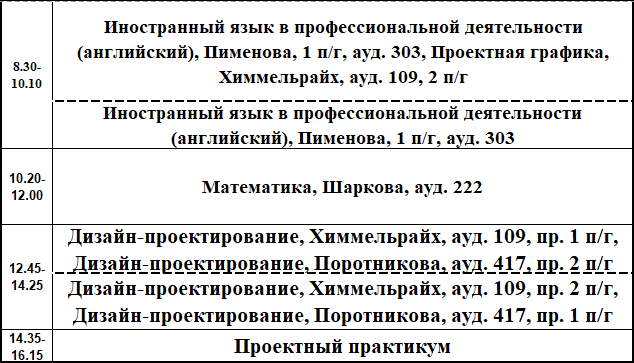 8.30-
10.10
Иностранный язык в профессиональной деятельности
(английский), Пименова, 1 п/г, ауд. 303, Проектная графика,
Химмельрайх, ауд. 109, 2 п/г
Иностранный язык в профессиональной деятельности
(английский), Пименова, 1 п/г, ауд. 303
10.20-
12.00
Математика, Шаркова, ауд. 222
12.45-
14.25
Дизайн-проектирование, Химмельрайх, ауд. 109, пр. 1 п/г,
Дизайн-проектирование, Поротникова, ауд. 417, пр. 2 п/г
Дизайн-проектирование, Химмельрайх, ауд. 109, пр. 2 п/г,
Дизайн-проектирование, Поротникова, ауд. 417, пр. 1 п/г
14.35-
16.15
Проектный практикум